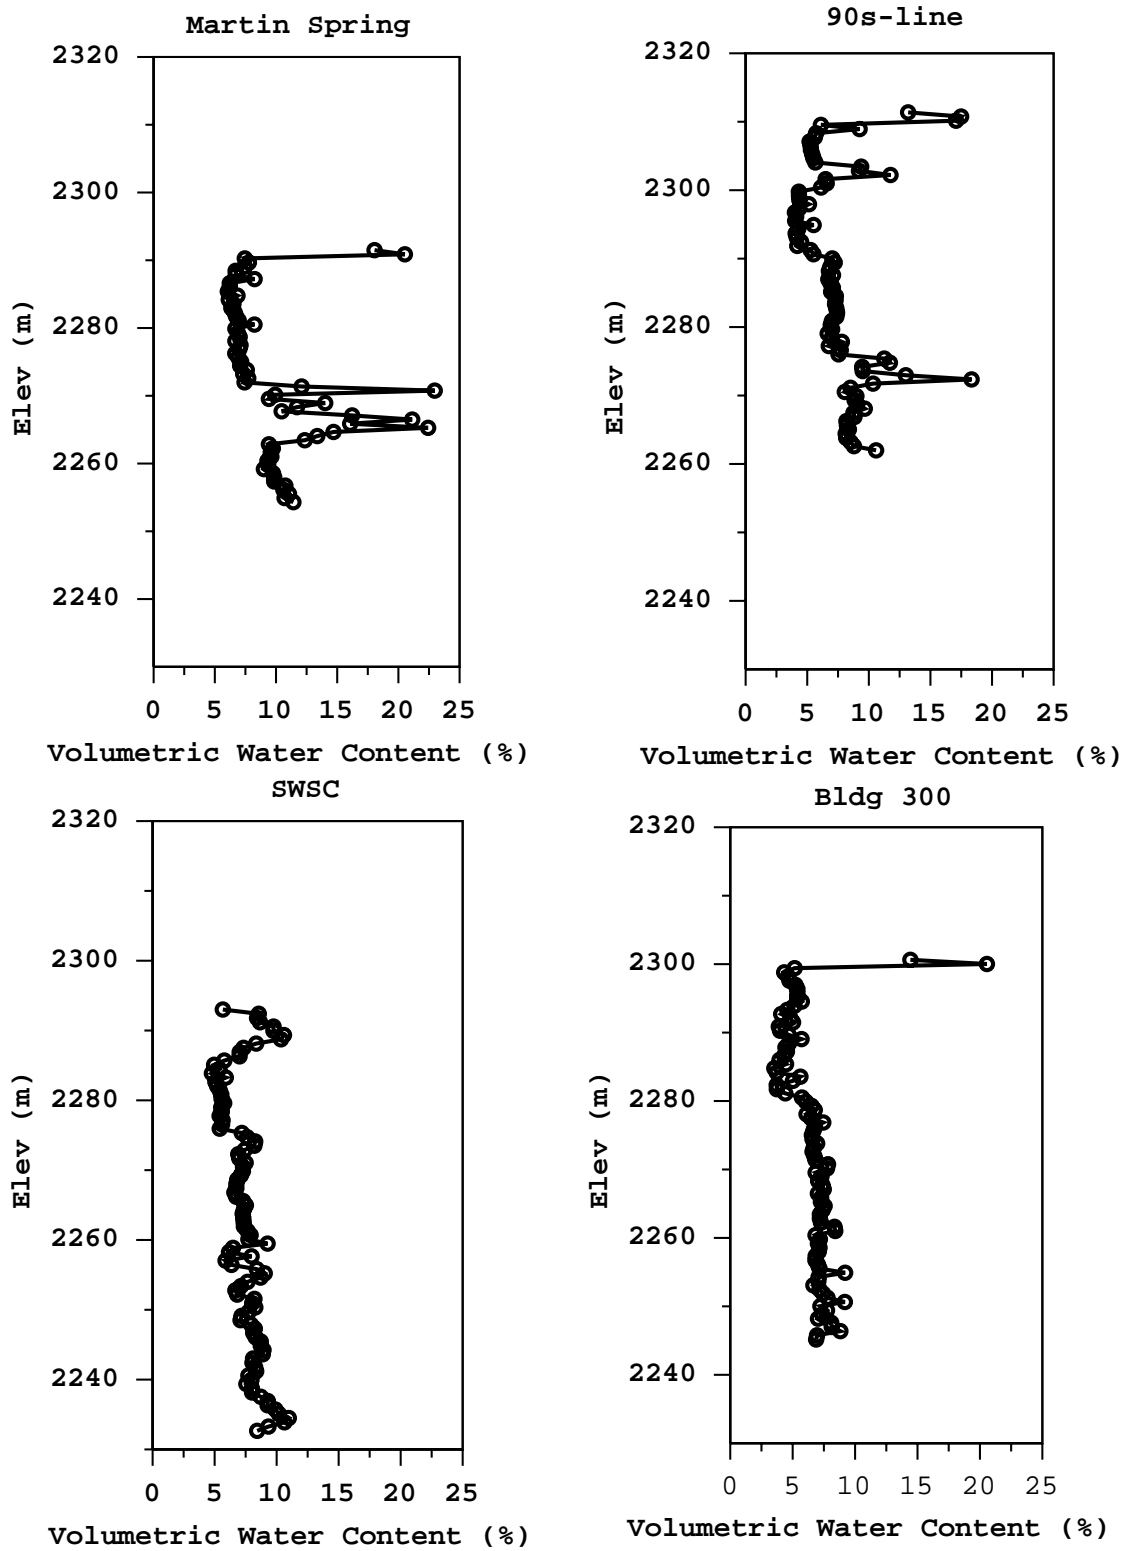 Martin Spring
2320
2300
2280
2260
2240
Elev (m)
0 5 10 15 20 25
Volumetric Water Content (%)
90s-line
2320
2300
2280
2260
2240
Elev (m)
0 5 10 15 20 25
Volumetric Water Content (%)
SWSC
2320
2300
2280
2260
2240
Elev (m)
0 5 10 15 20 25
Volumetric Water Content (%)
Bldg 300
2320
2300
2280
2260
2240
Elev (m)
0 5 10 15 20 25
Volumetric Water Content (%)